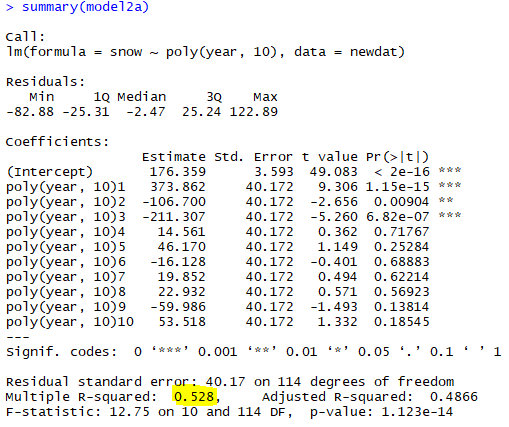 > summary(model2a)
Call:
lm(formula = snow ~ poly(year, 10), data = newdat)
Residuals:
   Min     1Q Median     3Q    Max
-82.88 -25.31  -2.47  25.24 122.89
Coefficients:
                 Estimate Std. Error t value Pr(>|t|)
(Intercept)       176.359      3.593  49.083  < 2e-16 ***
poly(year, 10)1   373.862     40.172   9.306 1.15e-15 ***
poly(year, 10)2  -106.700     40.172  -2.656  0.00904 **
poly(year, 10)3  -211.307     40.172  -5.260 6.82e-07 ***
poly(year, 10)4    14.561     40.172   0.362  0.71767
poly(year, 10)5    46.170     40.172   1.149  0.25284
poly(year, 10)6   -16.128     40.172  -0.401  0.68883
poly(year, 10)7    19.852     40.172   0.494  0.62214
poly(year, 10)8    22.932     40.172   0.571  0.56923
poly(year, 10)9   -59.986     40.172  -1.493  0.13814
poly(year, 10)10   53.518     40.172   1.332  0.18545
---
Signif. codes:  0 ‘***’ 0.001 ‘**’ 0.01 ‘*’ 0.05 ‘.’ 0.1 ‘ ’ 1
Residual standard error: 40.17 on 114 degrees of freedom
Multiple R-squared:  0.528,	Adjusted R-squared:  0.4866
F-statistic: 12.75 on 10 and 114 DF,  p-value: 1.123e-14